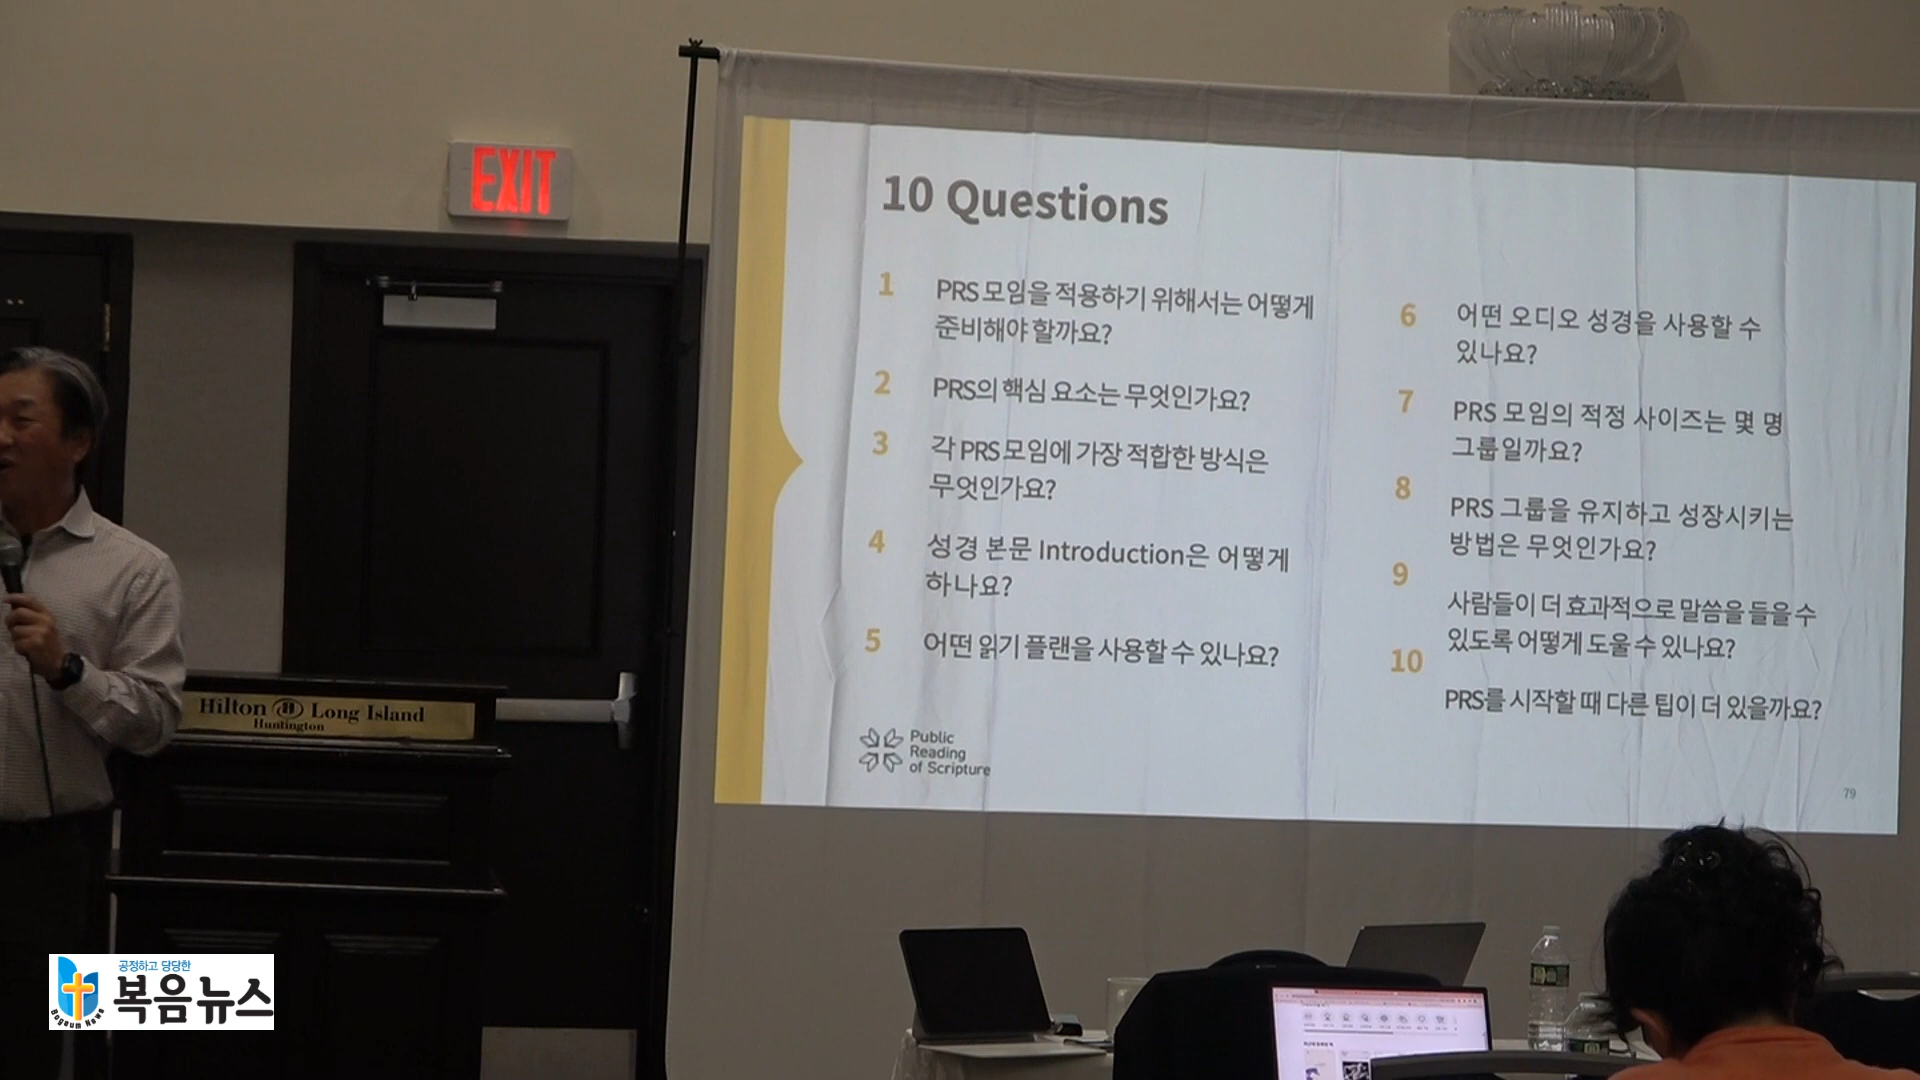 EXIT
10 Questions
1 PRS 모임을 적용하기 위해서는 어떻게
준비해야 할까요?
2 PRS의 핵심 요소는 무엇인가요?
3 각 PRS 모임에 가장 적합한 방식은
무엇인가요?
4 성경 본문 Introduction은 어떻게
하나요?
5 어떤 읽기 플랜을 사용할 수 있나요?
6 어떤 오디오 성경을 사용할 수
있나요?
7 PRS 모임의 적정 사이즈는 몇 명
그룹일까요?
8 PRS 그룹을 유지하고 성장시키는
방법은 무엇인가요?
9 사람들이 더 효과적으로 말씀을 들을 수
있도록 어떻게 도울 수 있나요?
10 PRS를 시작할 때 다른 팁이 더 있을까요?
Public
Reading
of Scripture
79
Hilton H Long Island
Huntington
공정하고 당당한
복음뉴스
Bogeum News